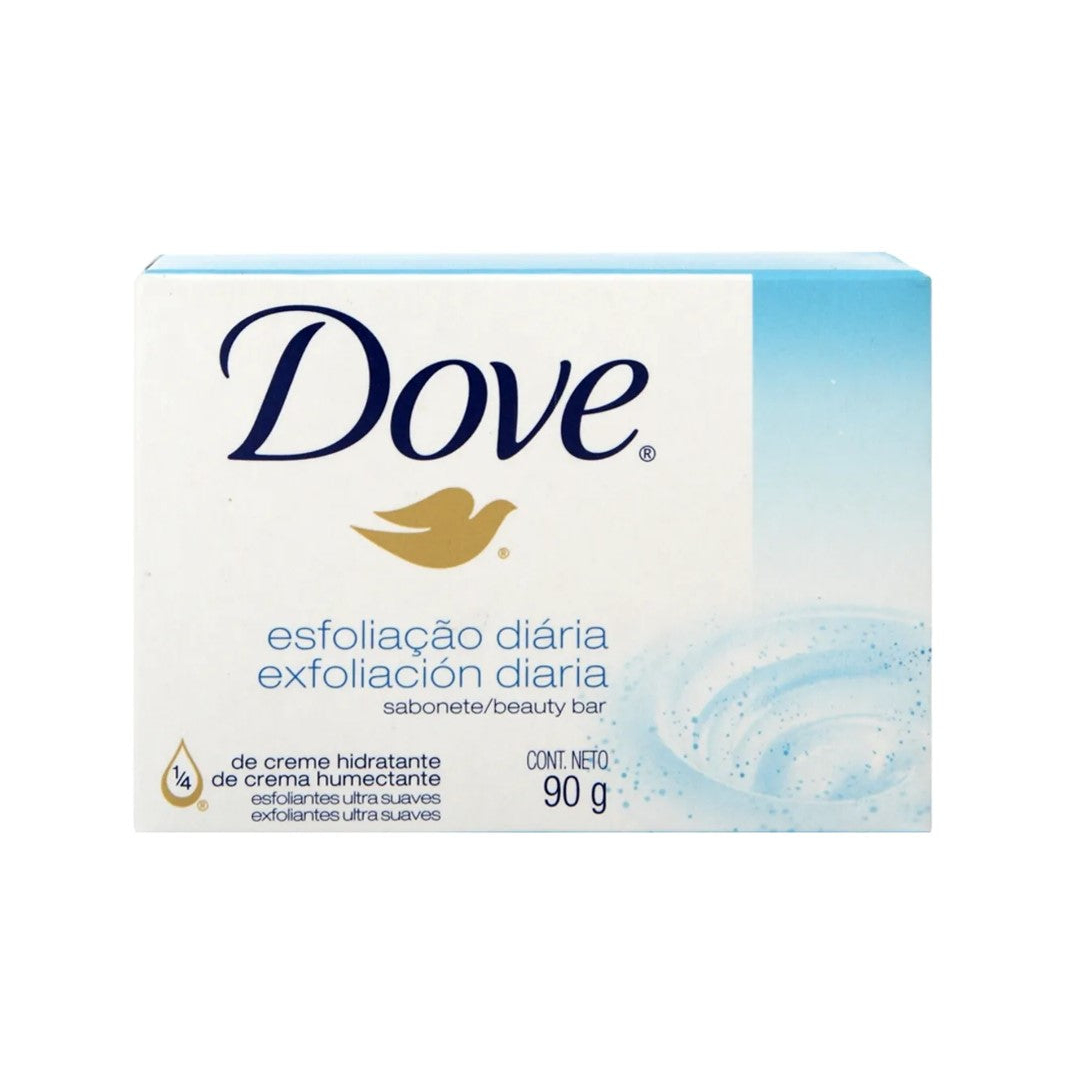 Dove®
®
esfoliação diária
exfoliación diaria
sabonete/beauty bar
1/4
®
de creme hidratante
de crema humectante
esfoliantes ultra suaves
exfoliantes ultra suaves
CONT. NETO
90 g